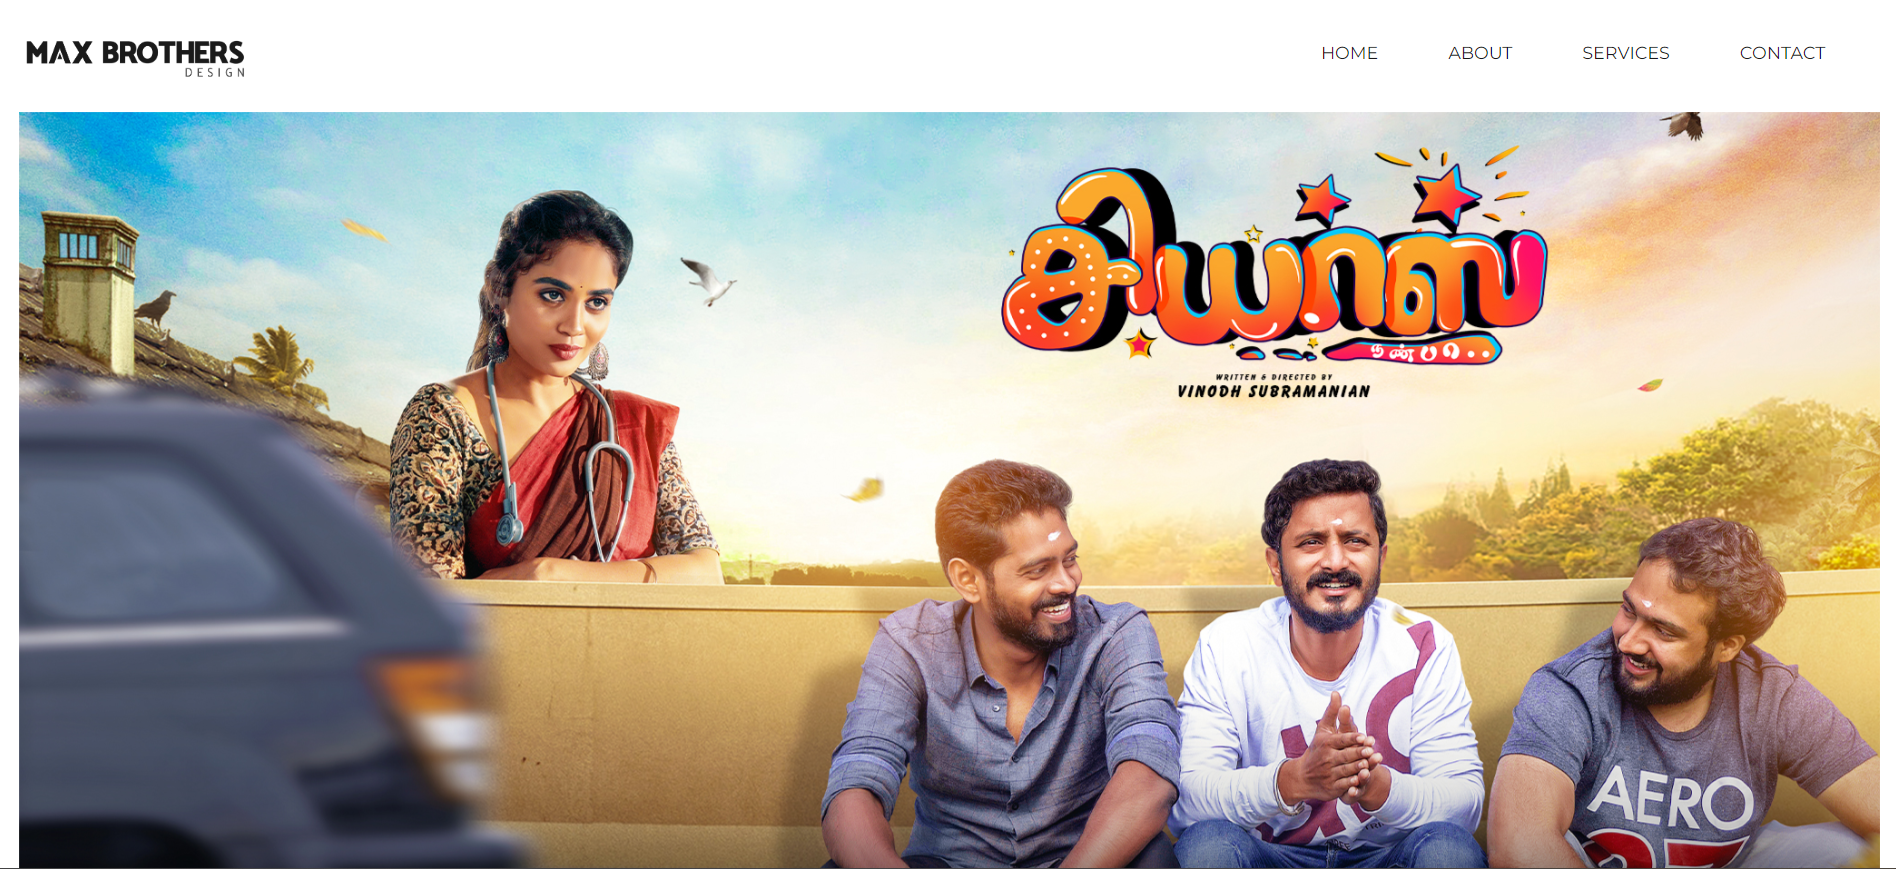 MAX BROTHERS
DESIGN
HOME ABOUT SERVICES CONTACT
சியர்ஸ்
நண்பா..
WRITTEN & DIRECTED BY
VINODH SUBRAMANIAN
AERO